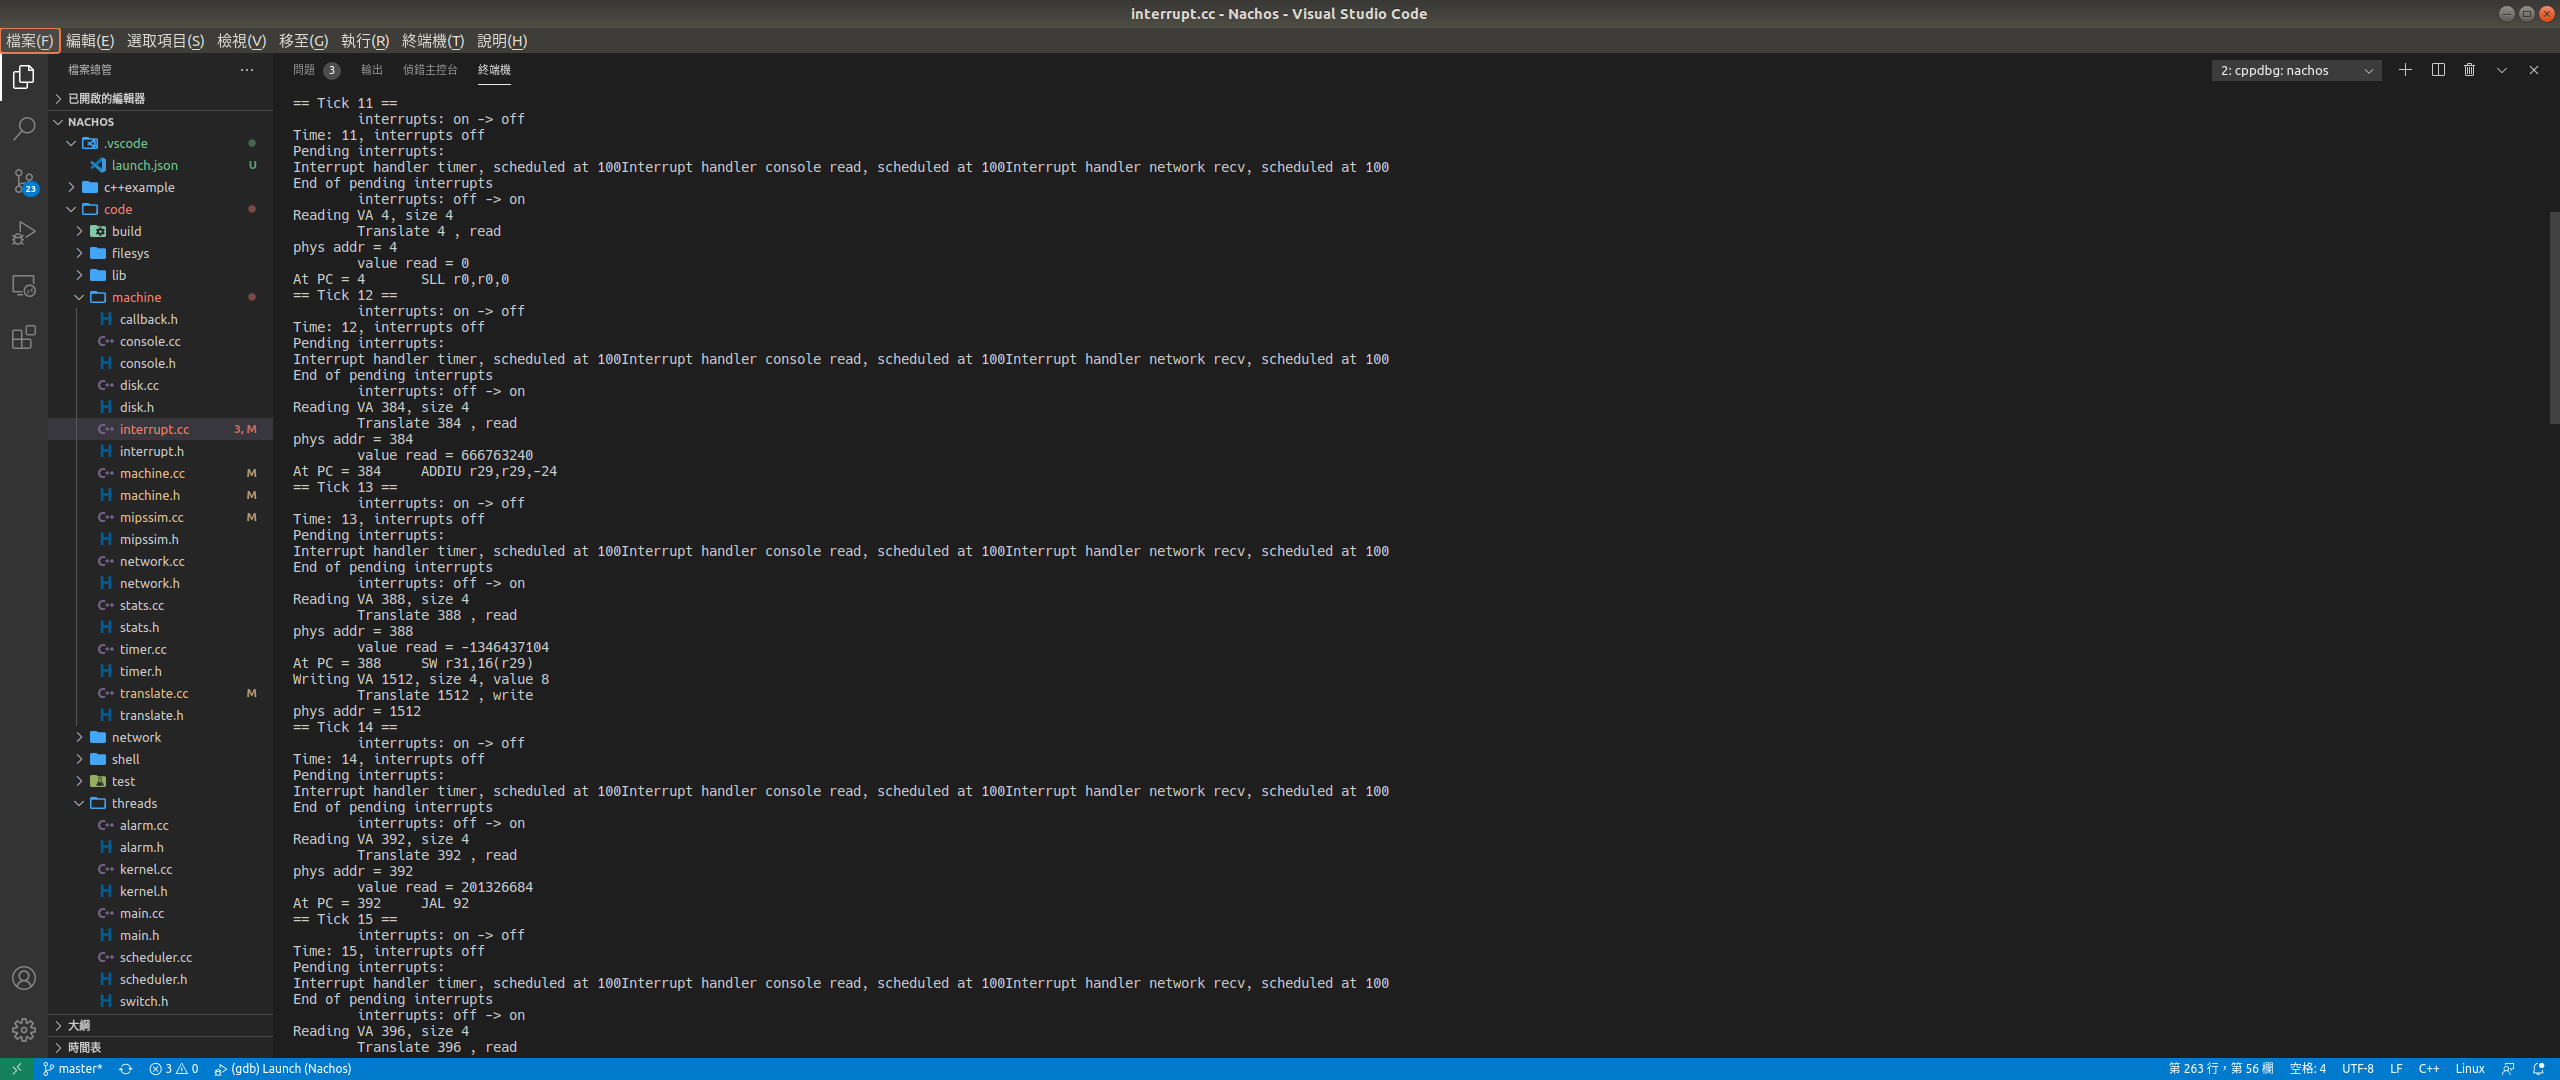 interrupt.cc - Nachos - Visual Studio Code
檔案(F) 編輯(E) 選取項目(S) 檢視(V) 移至(G) 執行(R) 終端機(T) 說明(H)
檔案總管
已開啟的編輯器
NACHOS
.vscode
launch.json U
c++example
code
build
filesys
lib
machine
callback.h
console.cc
console.h
disk.cc
disk.h
interrupt.cc 3, M
interrupt.h
machine.cc M
machine.h M
mipssim.cc M
mipssim.h
network.cc
network.h
stats.cc
stats.h
timer.cc
timer.h
translate.cc M
translate.h
network
shell
test
threads
alarm.cc
alarm.h
kernel.cc
kernel.h
main.cc
main.h
scheduler.cc
scheduler.h
switch.h
大綱
時間表
23
問題 3 輸出 偵錯主控台 終端機 2: cppdbg: nachos
== Tick 11 ==
interrupts: on -> off
Time: 11, interrupts off
Pending interrupts:
Interrupt handler timer, scheduled at 100Interrupt handler console read, scheduled at 100Interrupt handler network recv, scheduled at 100
End of pending interrupts
interrupts: off -> on
Reading VA 4, size 4
Translate 4 , read
phys addr = 4
value read = 0
At PC = 4 SLL r0,r0,0
== Tick 12 ==
interrupts: on -> off
Time: 12, interrupts off
Pending interrupts:
Interrupt handler timer, scheduled at 100Interrupt handler console read, scheduled at 100Interrupt handler network recv, scheduled at 100
End of pending interrupts
interrupts: off -> on
Reading VA 384, size 4
Translate 384 , read
phys addr = 384
value read = 666763240
At PC = 384 ADDIU r29,r29,-24
== Tick 13 ==
interrupts: on -> off
Time: 13, interrupts off
Pending interrupts:
Interrupt handler timer, scheduled at 100Interrupt handler console read, scheduled at 100Interrupt handler network recv, scheduled at 100
End of pending interrupts
interrupts: off -> on
Reading VA 388, size 4
Translate 388 , read
phys addr = 388
value read = -1346437104
At PC = 388 SW r31,16(r29)
Writing VA 1512, size 4, value 8
Translate 1512 , write
phys addr = 1512
== Tick 14 ==
interrupts: on -> off
Time: 14, interrupts off
Pending interrupts:
Interrupt handler timer, scheduled at 100Interrupt handler console read, scheduled at 100Interrupt handler network recv, scheduled at 100
End of pending interrupts
interrupts: off -> on
Reading VA 392, size 4
Translate 392 , read
phys addr = 392
value read = 201326684
At PC = 392 JAL 92
== Tick 15 ==
interrupts: on -> off
Time: 15, interrupts off
Pending interrupts:
Interrupt handler timer, scheduled at 100Interrupt handler console read, scheduled at 100Interrupt handler network recv, scheduled at 100
End of pending interrupts
interrupts: off -> on
Reading VA 396, size 4
Translate 396 , read
master* 3 0 (gdb) Launch (Nachos) 第 263 行，第 56 欄 空格: 4 UTF-8 LF C++ Linux